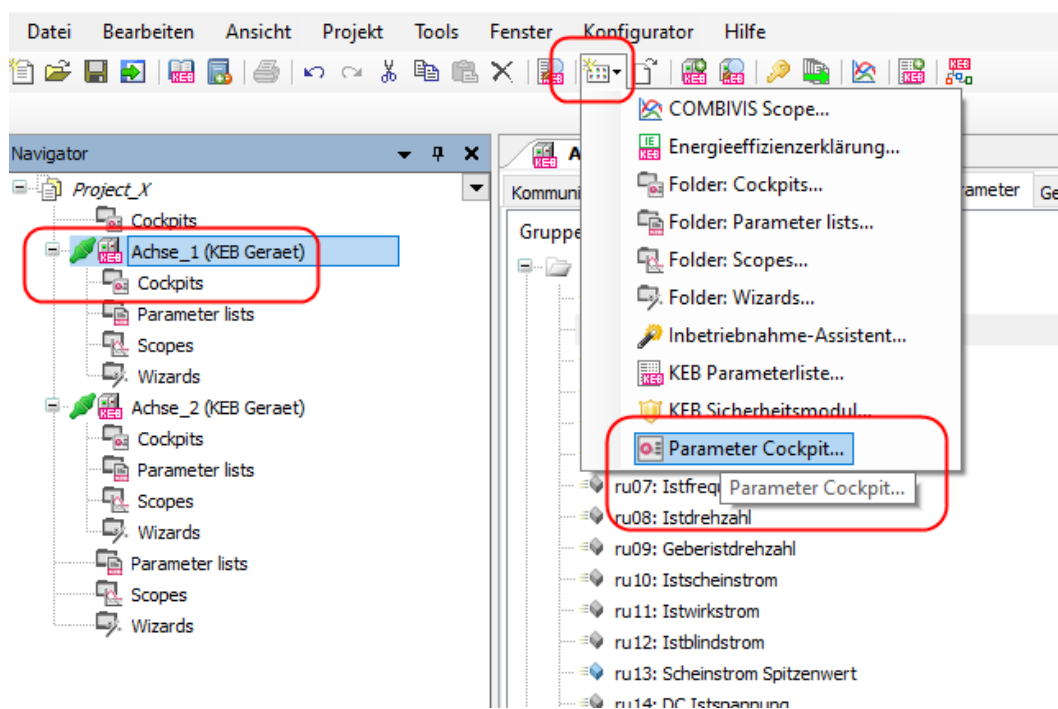 Datei Bearbeiten Ansicht Projekt Tools Fenster Konfigurator Hilfe
Navigator
Project_X
Cockpits
Achse_1 (KEB Geraet)
Cockpits
Parameter lists
Scopes
Wizards
Achse_2 (KEB Geraet)
Cockpits
Parameter lists
Scopes
Wizards
Parameter lists
Scopes
Wizards
COMBIVIS Scope...
Energieeffizienzerklärung...
Folder: Cockpits...
Folder: Parameter lists...
Folder: Scopes...
Folder: Wizards...
Inbetriebnahme-Assistent...
KEB Parameterliste...
KEB Sicherheitsmodul...
Parameter Cockpit...
Parameter Cockpit...
A
Kommuni
rameter Ge
Gruppe
ru07: Istfrequ
ru08: Istdrehzahl
ru09: Geberistdrehzahl
ru10: Istscheinstrom
ru11: Istwirkstrom
ru12: Istblindstrom
ru13: Scheinstrom Spitzenwert
ru14: DC Istspannung